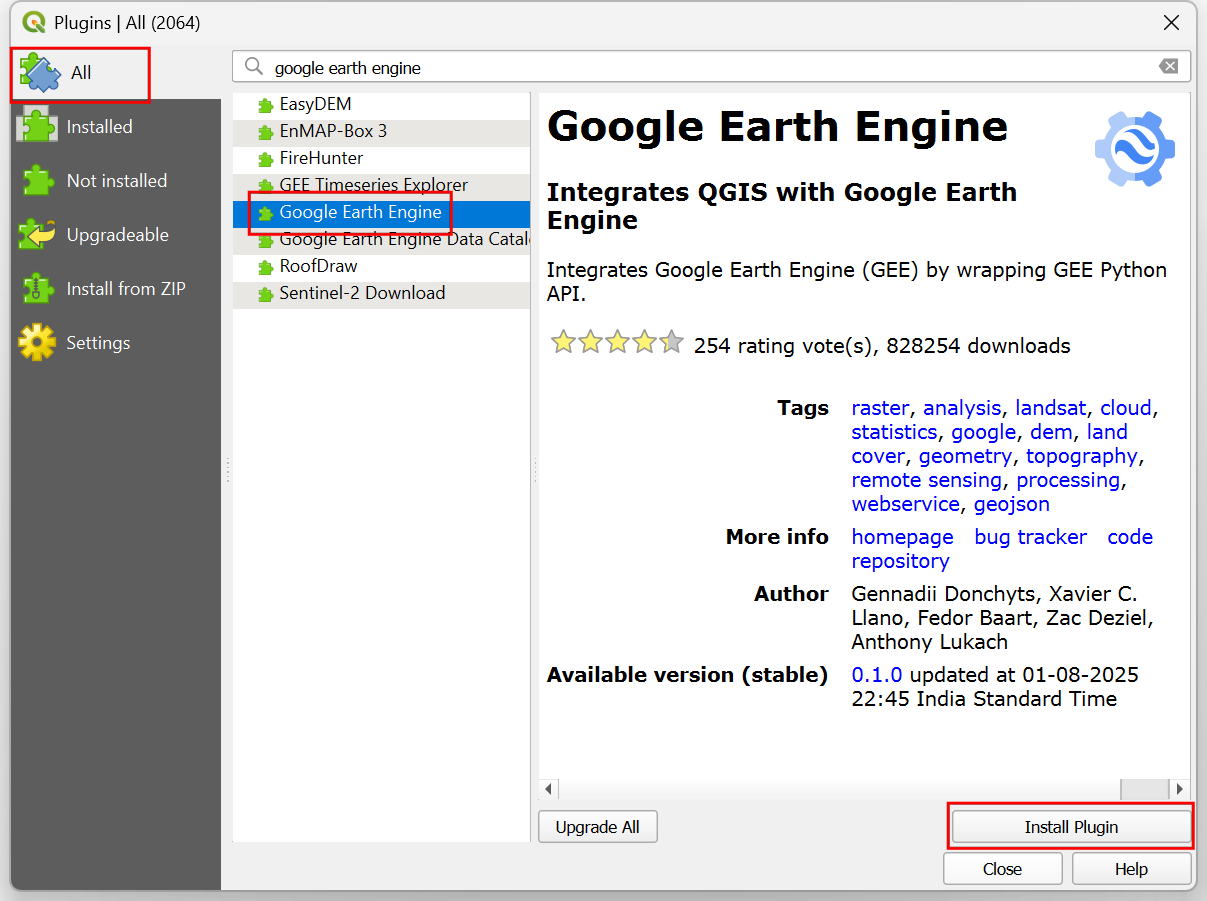 Plugins | All (2064)
All
Installed
Not installed
Upgradeable
Install from ZIP
Settings
google earth engine
EasyDEM
EnMAP-Box 3
FireHunter
GEE Timeseries Explorer
Google Earth Engine
Google Earth Engine Data Catal
RoofDraw
Sentinel-2 Download
Google Earth Engine
Integrates QGIS with Google Earth
Engine
Integrates Google Earth Engine (GEE) by wrapping GEE Python
API.
254 rating vote(s), 828254 downloads
Tags raster, analysis, landsat, cloud,
statistics, google, dem, land
cover, geometry, topography,
remote sensing, processing,
webservice, geojson
More info homepage bug tracker code
repository
Author Gennadii Donchyts, Xavier C.
Llano, Fedor Baart, Zac Deziel,
Anthony Lukach
Available version (stable) 0.1.0 updated at 01-08-2025
22:45 India Standard Time
Upgrade All
Install Plugin
Close
Help